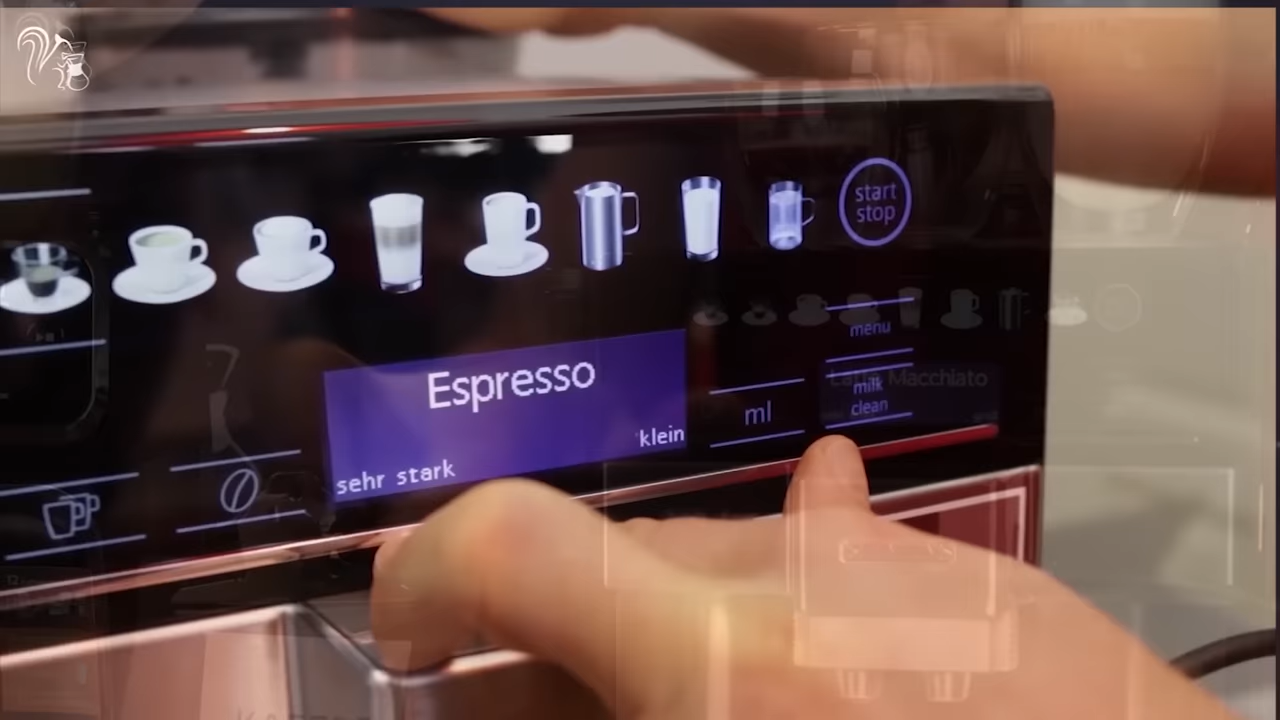 start
stop
menu
Latte Macchiato
milk
clean
Espresso
ml
klein
sehr stark